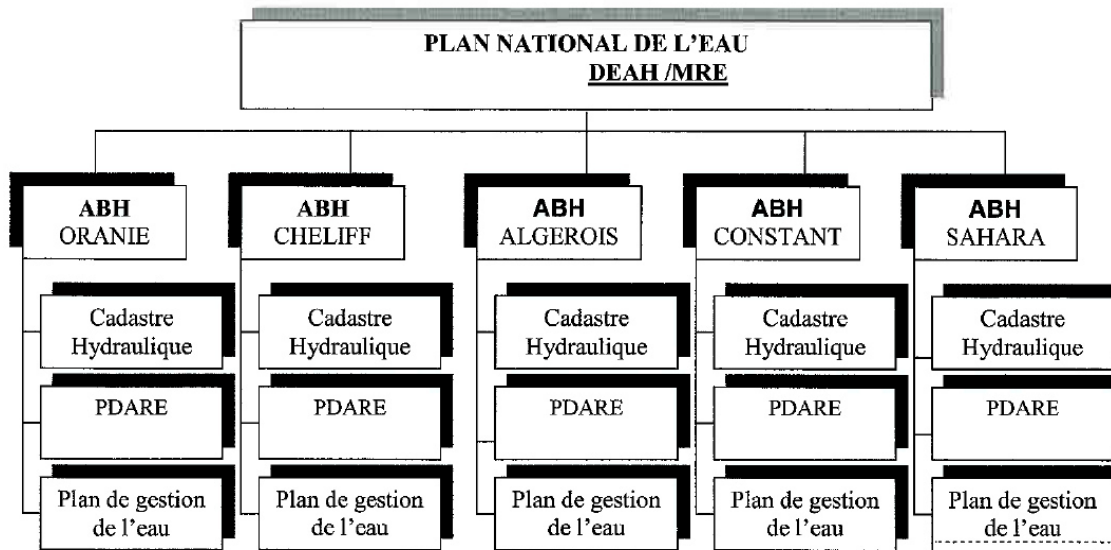 PLAN NATIONAL DE L'EAU
DEAH /MRE
ABH
ORANIE
Cadastre
Hydraulique
PDARE
Plan de gestion
de l'eau
ABH
CHELIFF
Cadastre
Hydraulique
PDARE
Plan de gestion
de l'eau
ABH
ALGEROIS
Cadastre
Hydraulique
PDARE
Plan de gestion
de l'eau
ABH
CONSTANT
Cadastre
Hydraulique
PDARE
Plan de gestion
de l'eau
ABH
SAHARA
Cadastre
Hydraulique
PDARE
Plan de gestion
de l'eau